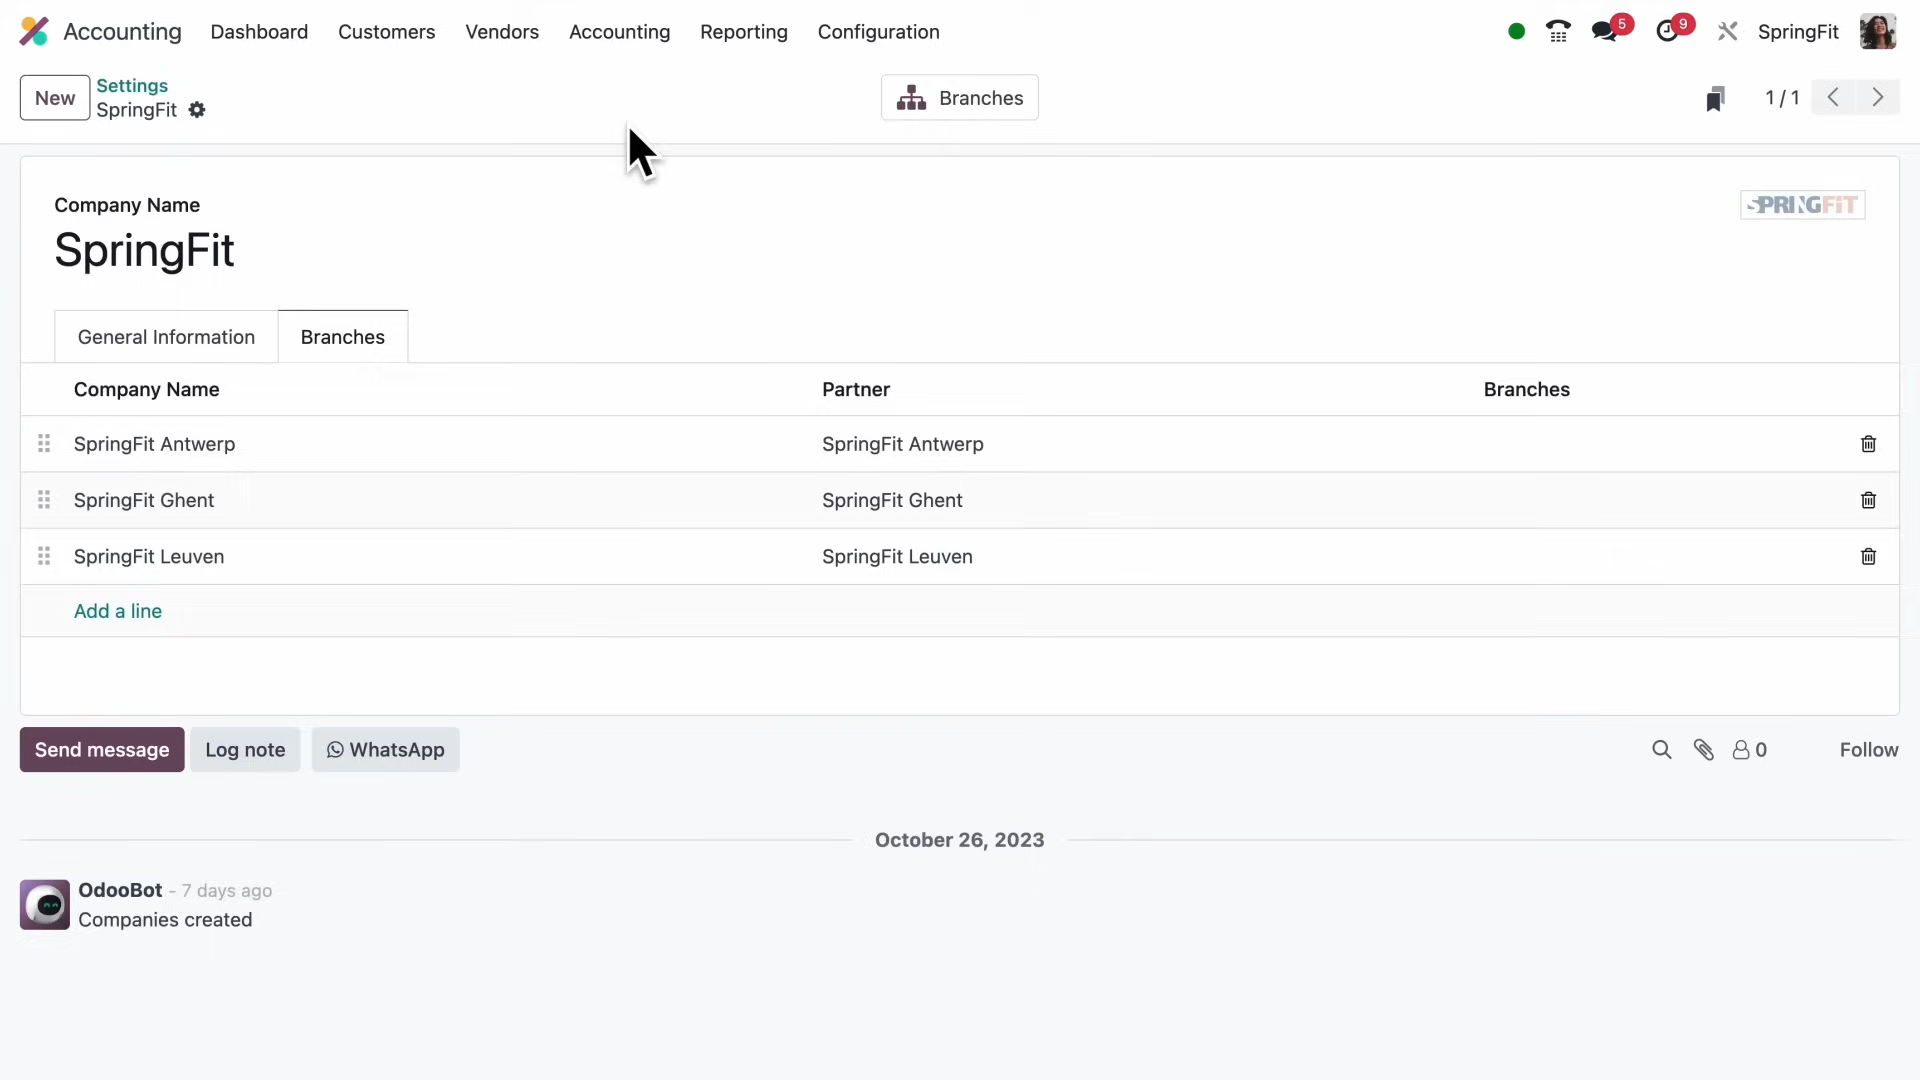 Accounting Dashboard Customers Vendors Accounting Reporting Configuration 5 9 SpringFit
New Settings Branches 1 / 1
SpringFit
Company Name
SPRINGFIT
SpringFit
General Information Branches
Company Name Partner Branches
SpringFit Antwerp SpringFit Antwerp
SpringFit Ghent SpringFit Ghent
SpringFit Leuven SpringFit Leuven
Add a line
Send message Log note WhatsApp 0 Follow
October 26, 2023
OdooBot - 7 days ago
Companies created